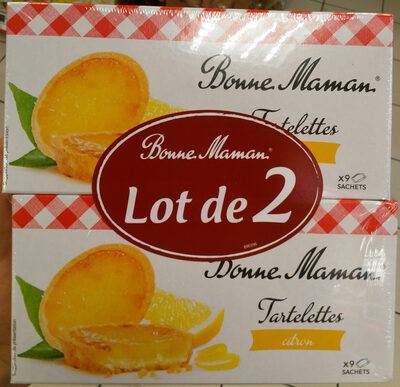 Bonne Maman®
Tartelettes
x9
SACHETS
Bonne Maman®
Lot de 2
Bonne Maman®
Tartelettes
citron
x9
SACHETS